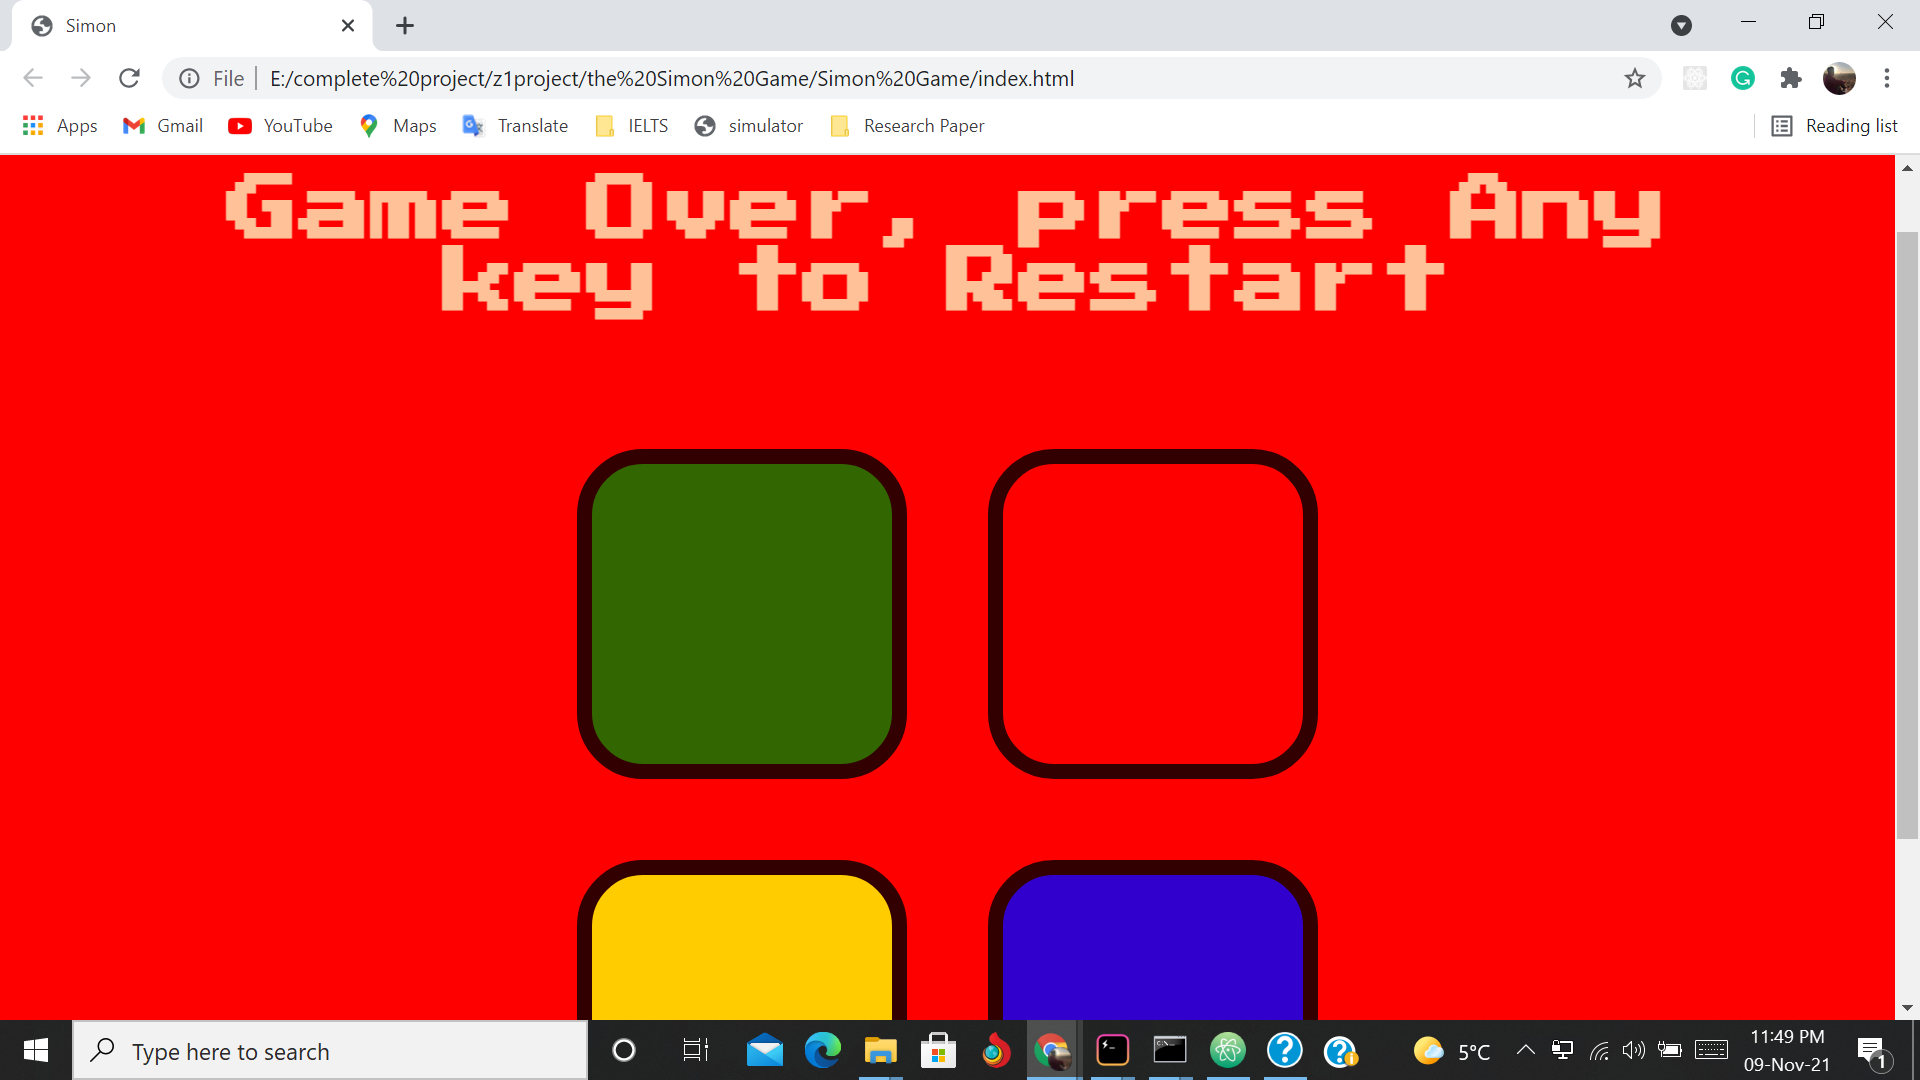 Simon
File
E:/complete%20project/z1project/the%20Simon%20Game/Simon%20Game/index.html
Apps Gmail YouTube Maps Translate IELTS simulator Research Paper Reading list
Game Over, press Any
key to Restart
Type here to search
5°C
11:49 PM
09-Nov-21
1